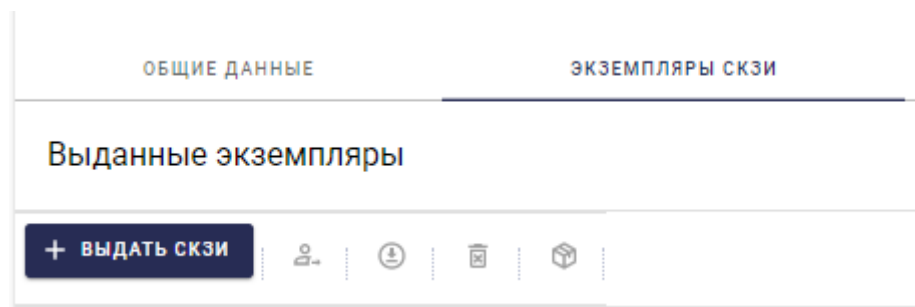 ОБЩИЕ ДАННЫЕ ЭКЗЕМПЛЯРЫ СКЗИ
Выданные экземпляры
+ ВЫДАТЬ СКЗИ